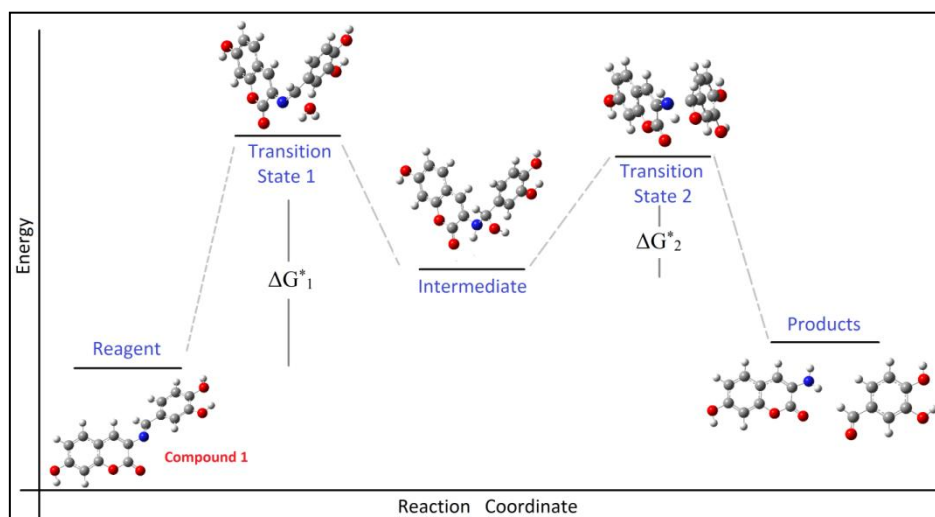 Transition
State 1
Transition
State 2
Energy
ΔG*1
ΔG*2
Intermediate
Reagent
Products
Compound 1
Reaction Coordinate